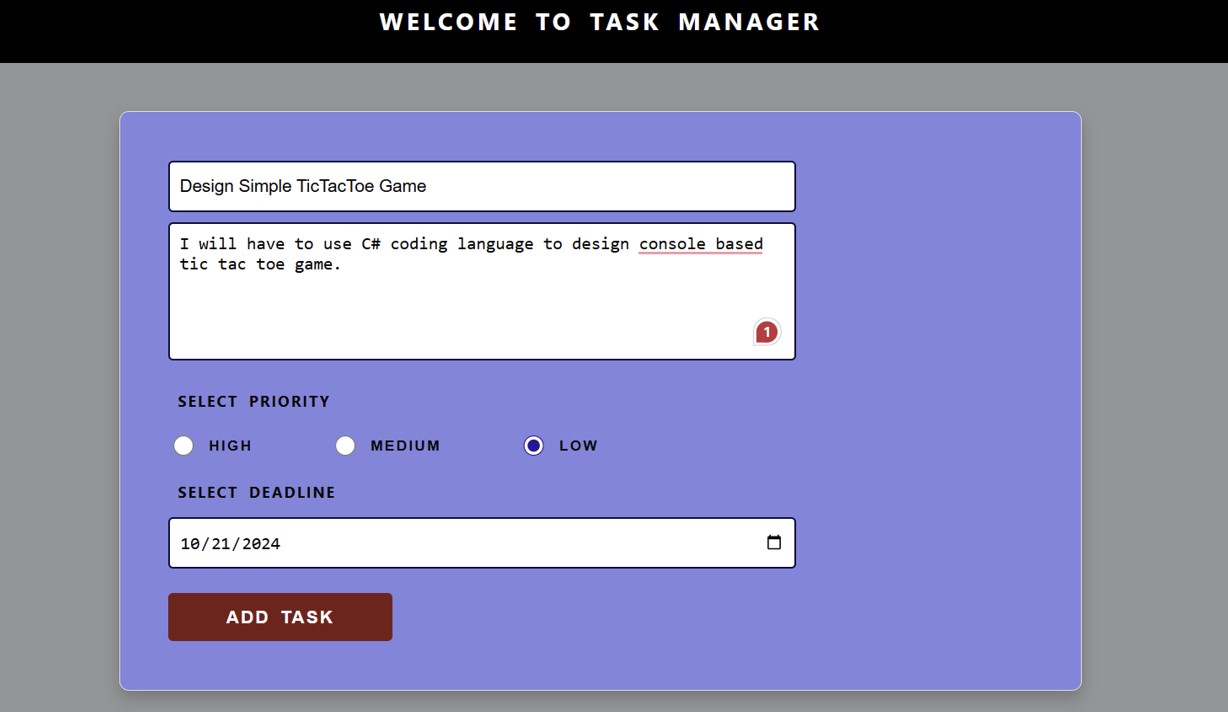 WELCOME TO TASK MANAGER
Design Simple TicTacToe Game
I will have to use C# coding language to design console based
tic tac toe game.
1
SELECT PRIORITY
HIGH MEDIUM LOW
SELECT DEADLINE
10/21/2024
ADD TASK